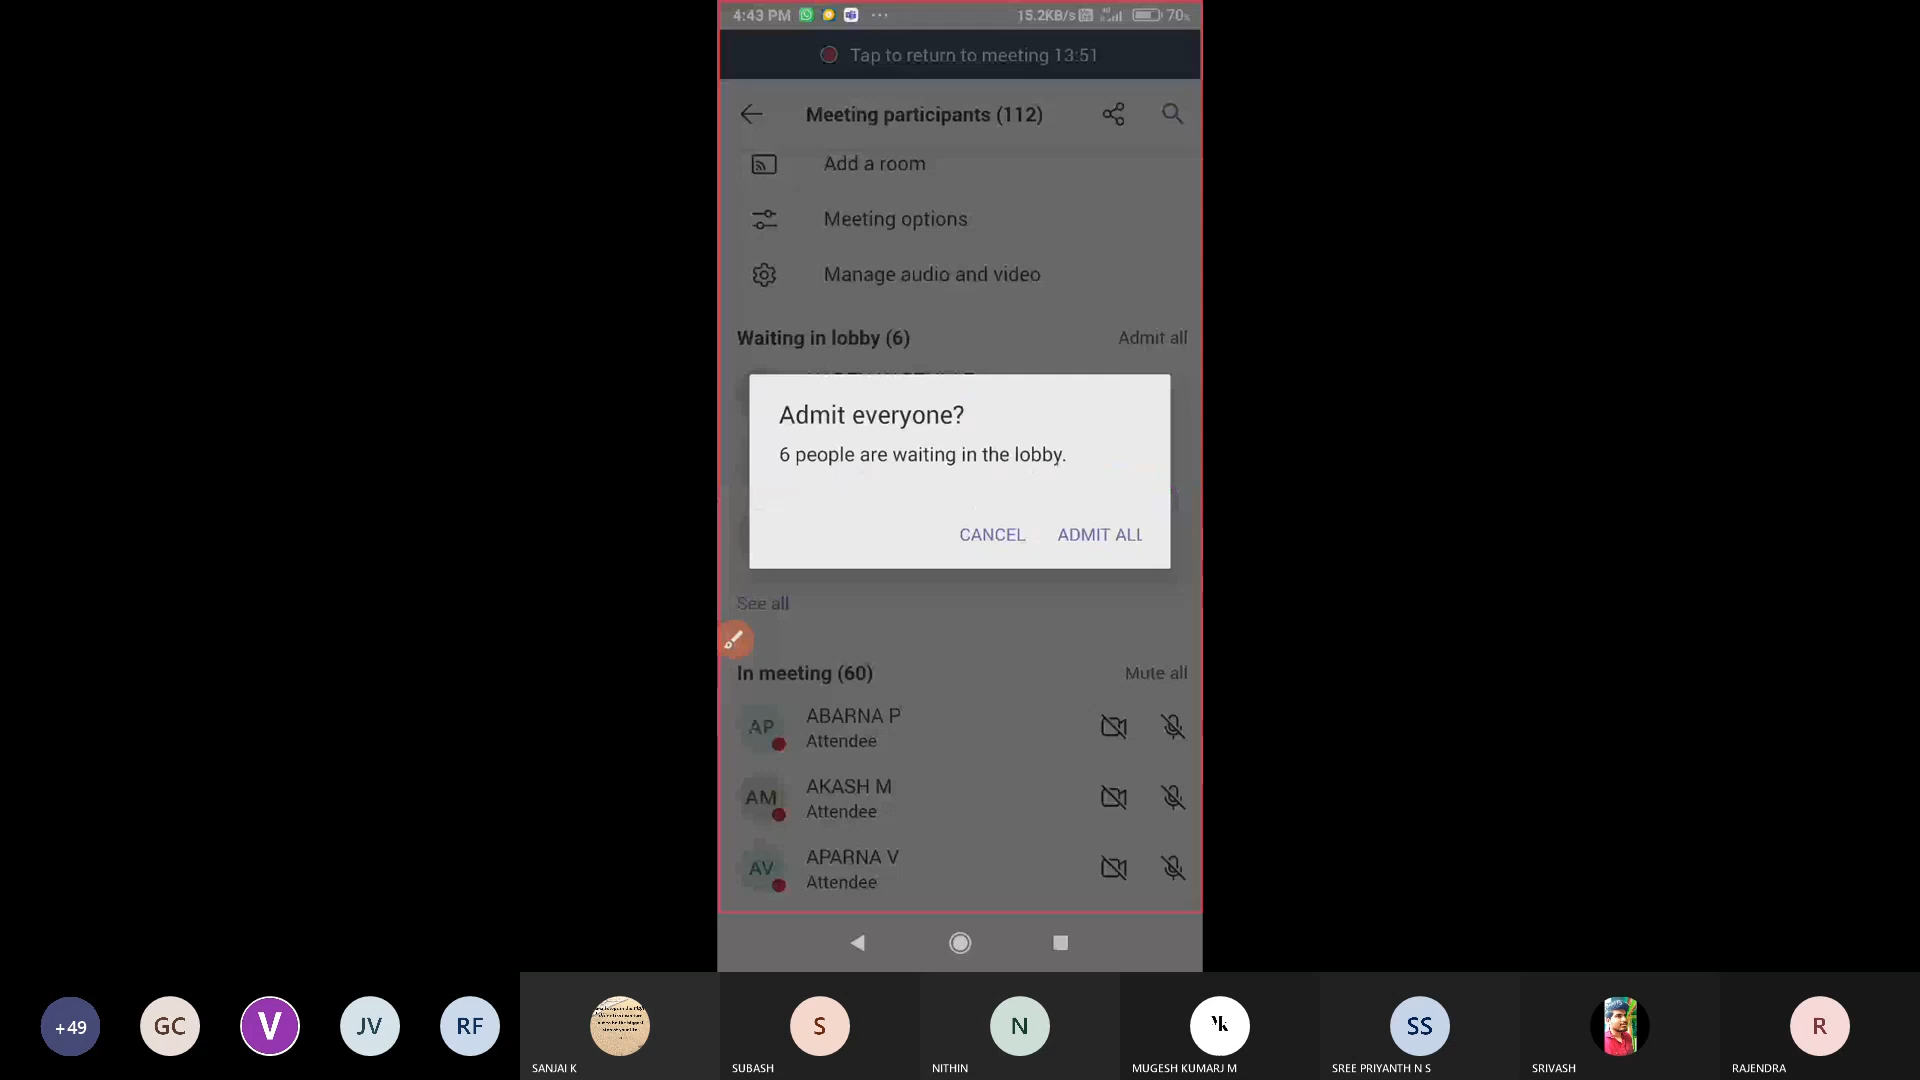 4:43 PM ... 15.2KB/s 70%
Tap to return to meeting 13:51
Meeting participants (112)
Add a room
Meeting options
Manage audio and video
Waiting in lobby (6) Admit all
Admit everyone?
6 people are waiting in the lobby.
CANCEL ADMIT ALL
See all
In meeting (60) Mute all
AP ABARNA P
Attendee
AM AKASH M
Attendee
AV APARNA V
Attendee
+49 GC V JV RF S N SS R
SANJAI K SUBASH NITHIN MUGESH KUMARJ M SREE PRIYANTH N S SRIVASH RAJENDRA